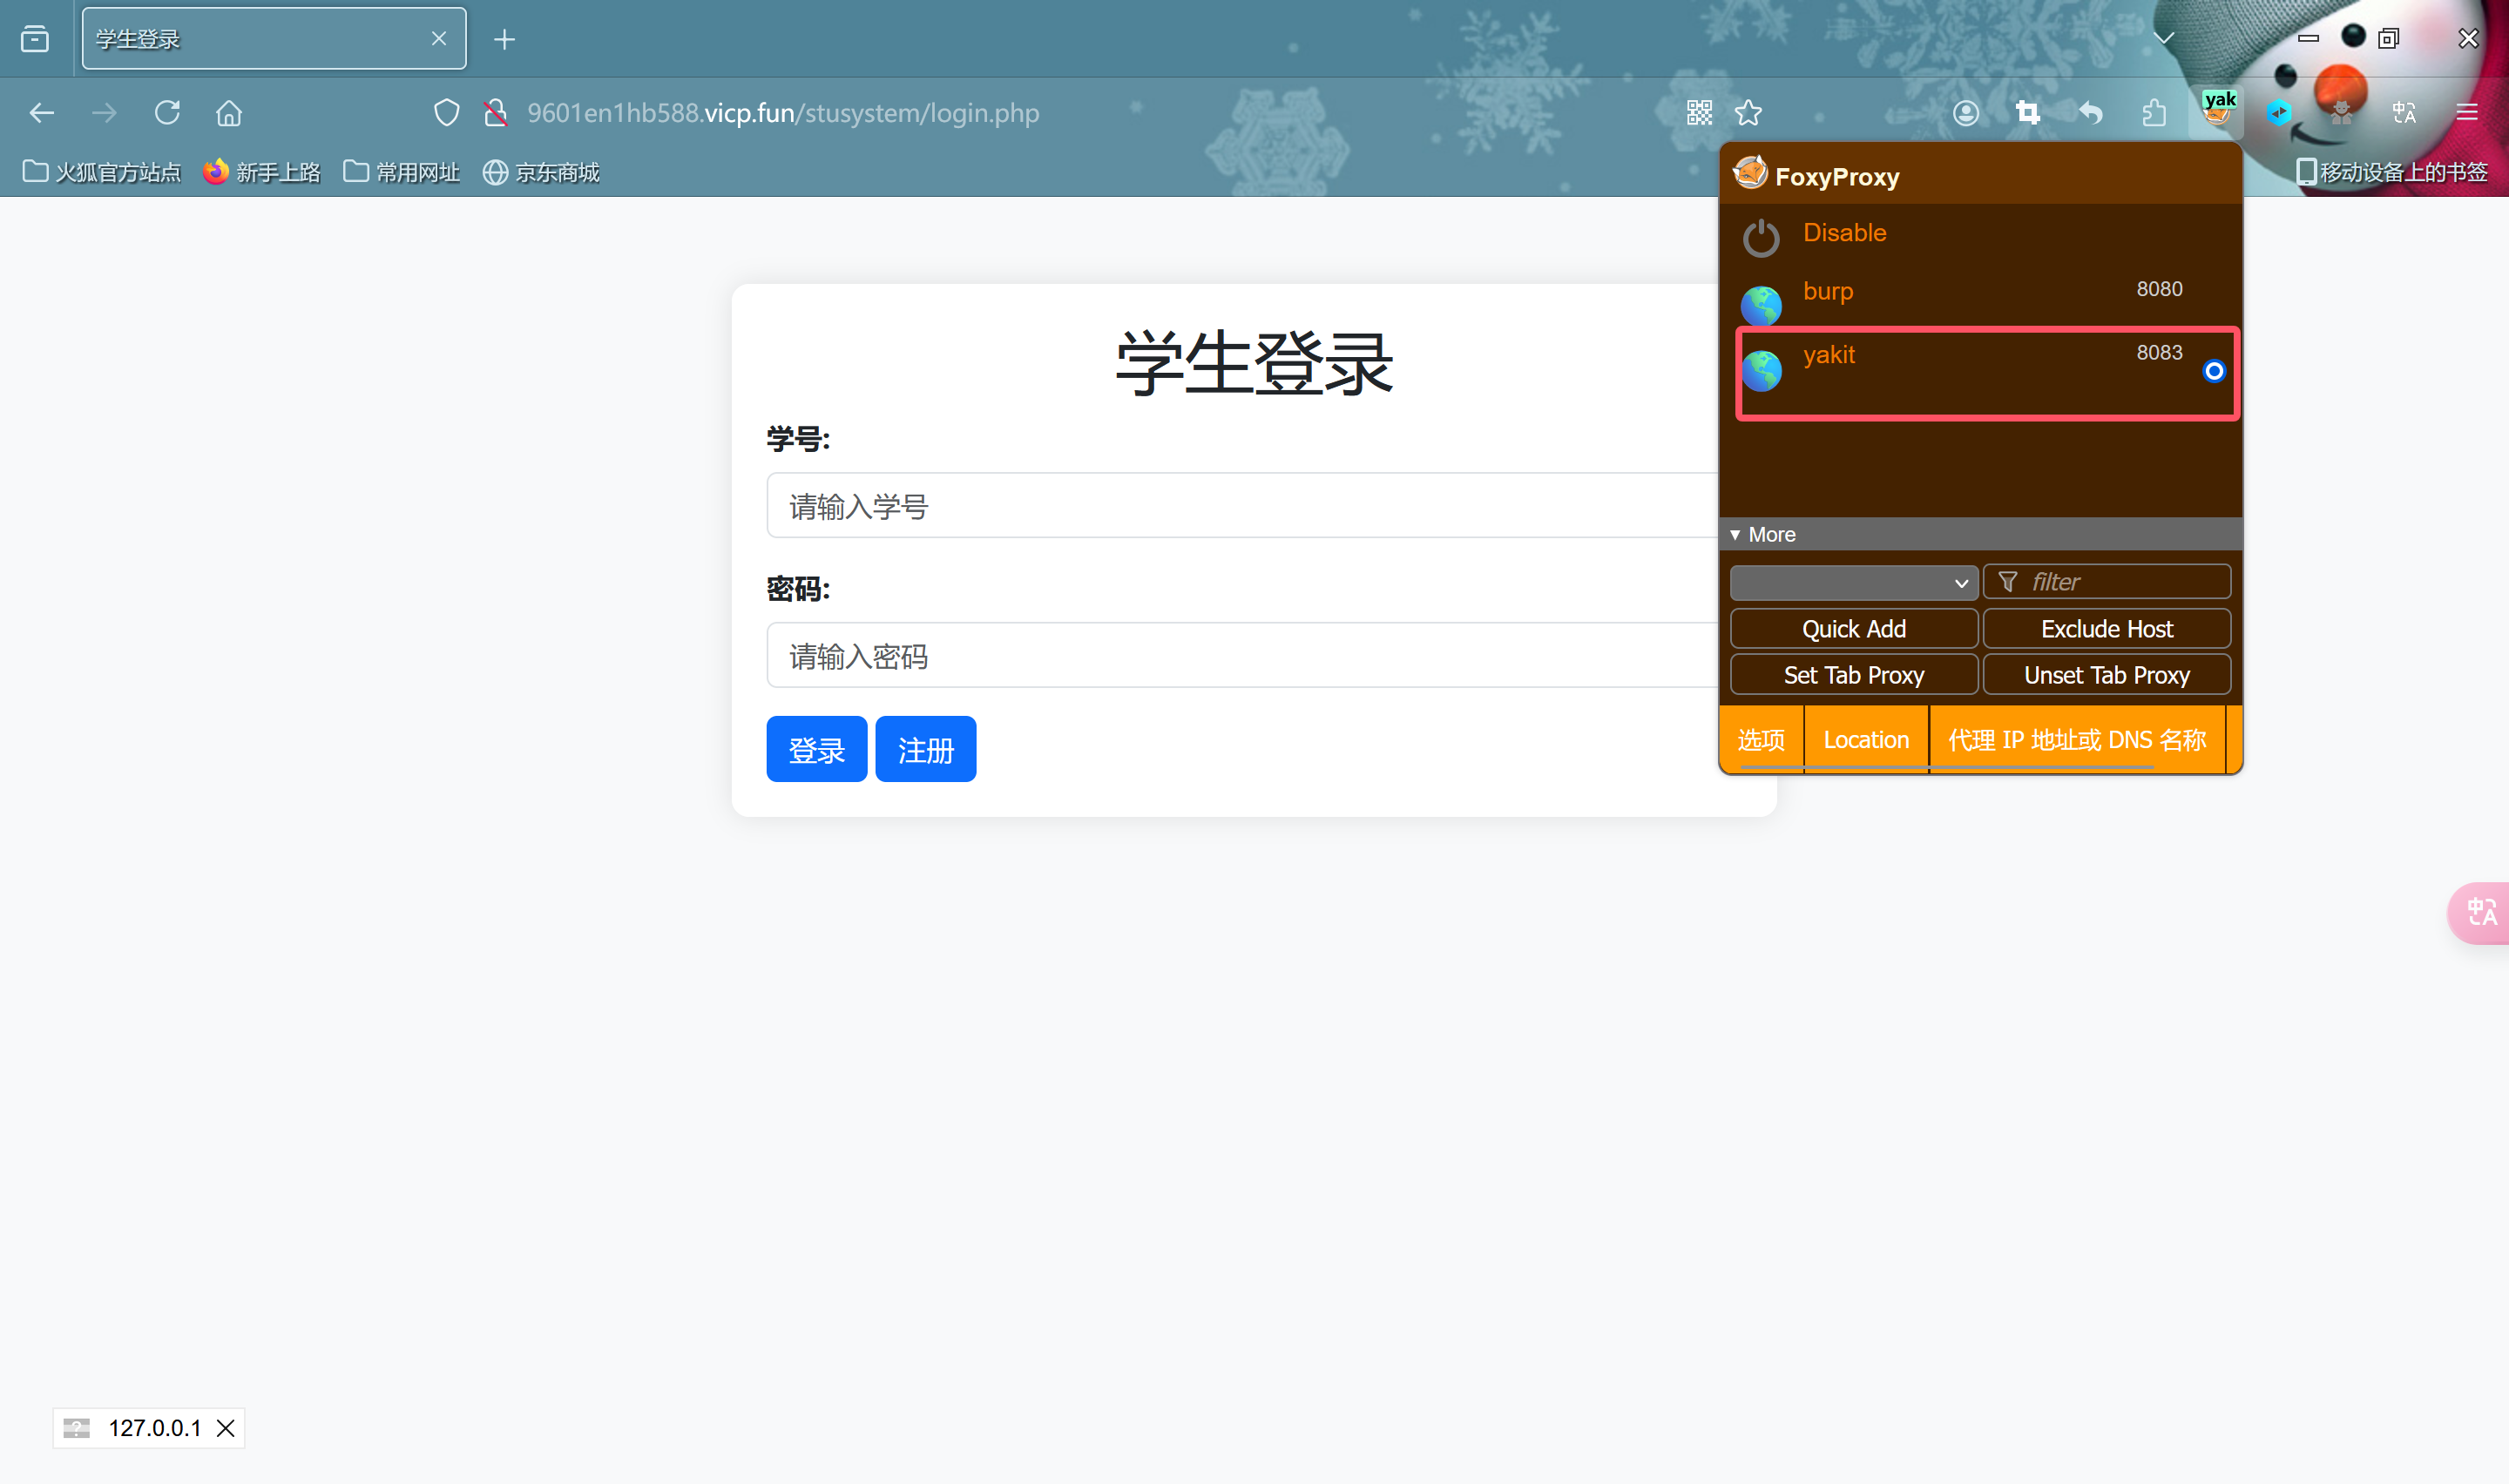 学生登录
9601en1hb588.vicp.fun/stusystem/login.php
yak
火狐官方站点
新手上路
常用网址
京东商城
移动设备上的书签
FoxyProxy
Disable
burp 8080
yakit 8083
More
filter
Quick Add
Exclude Host
Set Tab Proxy
Unset Tab Proxy
选项
Location
代理 IP 地址或 DNS 名称
学生登录
学号:
请输入学号
密码:
请输入密码
登录
注册
中A
127.0.0.1